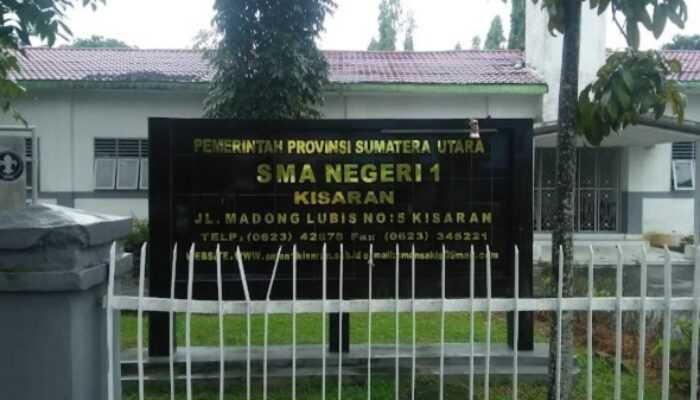 PEMERINTAH PROVINSI SUMATERA UTARA
SMA NEGERI 1
KISARAN
JL. MADONG LUBIS NO:5 KISARAN
TELP: (0623) 42878 Fax (0623) 345221